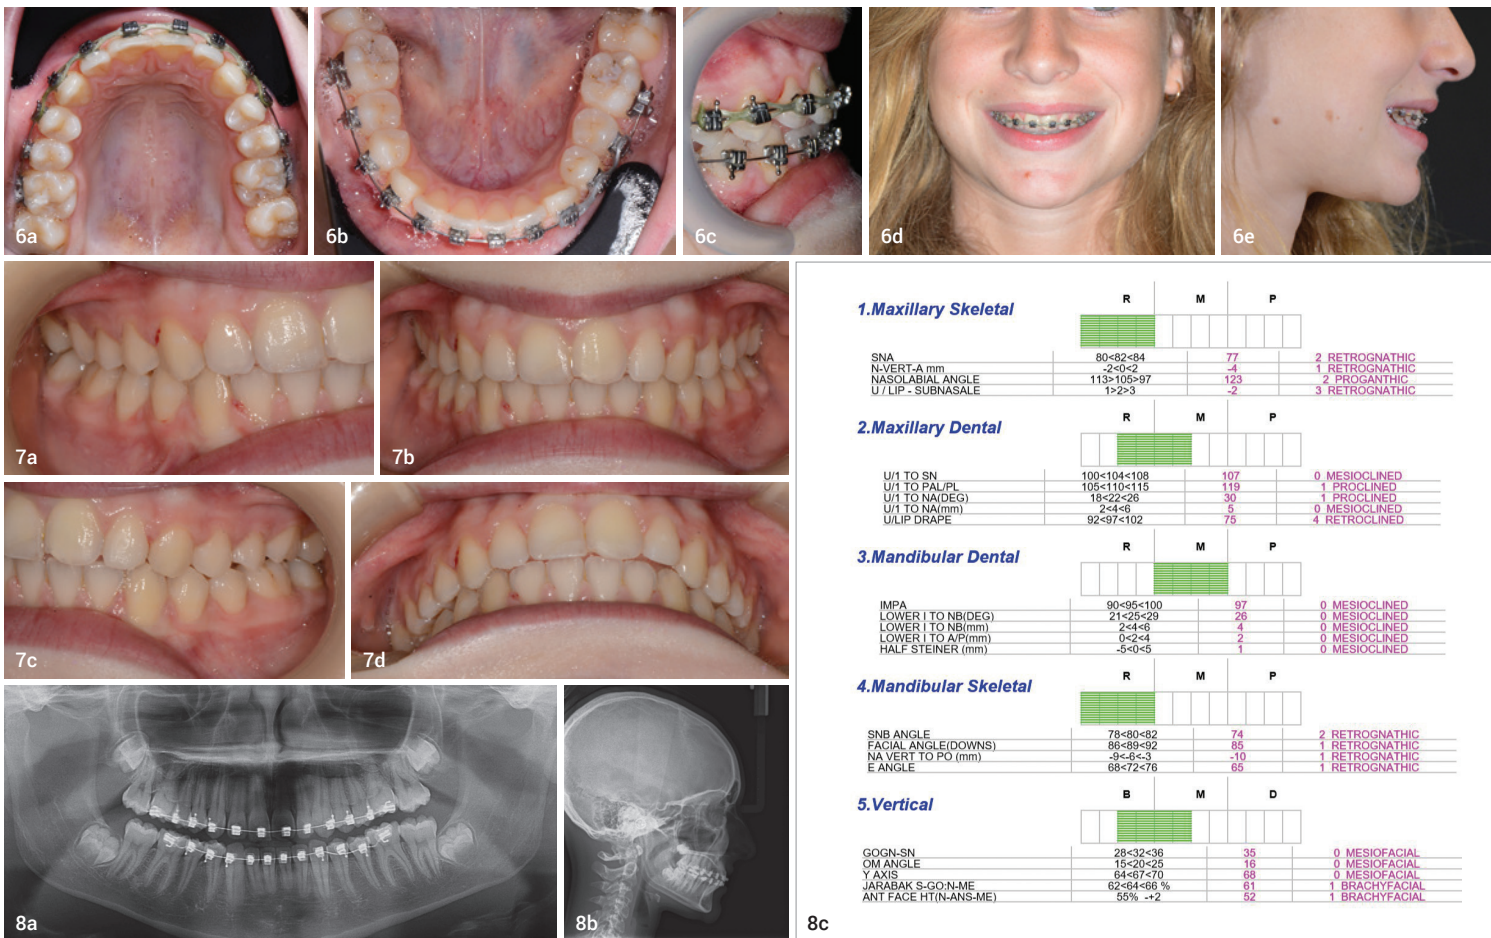 6a
6b
6c
6d
6e
7a
7b
7c
7d
8a
8b
1.Maxillary Skeletal R M P
SNA 80<82<84 77 2 RETROGNATHIC
N-VERT-A mm -2<0<2 -4 1 RETROGNATHIC
NASOLABIAL ANGLE 113>105>97 123 2 PROGANTHIC
U / LIP - SUBNASALE 1>2>3 -2 3 RETROGNATHIC
2.Maxillary Dental R M P
U/1 TO SN 100<104<108 107 0 MESIOCLINED
U/1 TO PAL/PL 105<110<115 119 1 PROCLINED
U/1 TO NA(DEG) 18<22<26 30 1 PROCLINED
U/1 TO NA(mm) 2<4<6 5 0 MESIOCLINED
U/LIP DRAPE 92<97<102 75 4 RETROCLINED
3.Mandibular Dental R M P
IMPA 90<95<100 97 0 MESIOCLINED
LOWER I TO NB(DEG) 21<25<29 26 0 MESIOCLINED
LOWER I TO NB(mm) 2<4<6 4 0 MESIOCLINED
LOWER I TO A/P(mm) 0<2<4 2 0 MESIOCLINED
HALF STEINER (mm) -5<0<5 1 0 MESIOCLINED
4.Mandibular Skeletal R M P
SNB ANGLE 78<80<82 74 2 RETROGNATHIC
FACIAL ANGLE(DOWNS) 86<89<92 85 1 RETROGNATHIC
NA VERT TO PO (mm) -9<-6<-3 -10 1 RETROGNATHIC
E ANGLE 68<72<76 65 1 RETROGNATHIC
5.Vertical B M D
GOGN-SN 28<32<36 35 0 MESIOFACIAL
OM ANGLE 15<20<25 16 0 MESIOFACIAL
Y AXIS 64<67<70 68 0 MESIOFACIAL
JARABAK S-GO:N-ME 62<64<66 % 61 1 BRACHYFACIAL
ANT FACE HT(N-ANS-ME) 55% -+2 52 1 BRACHYFACIAL
8c